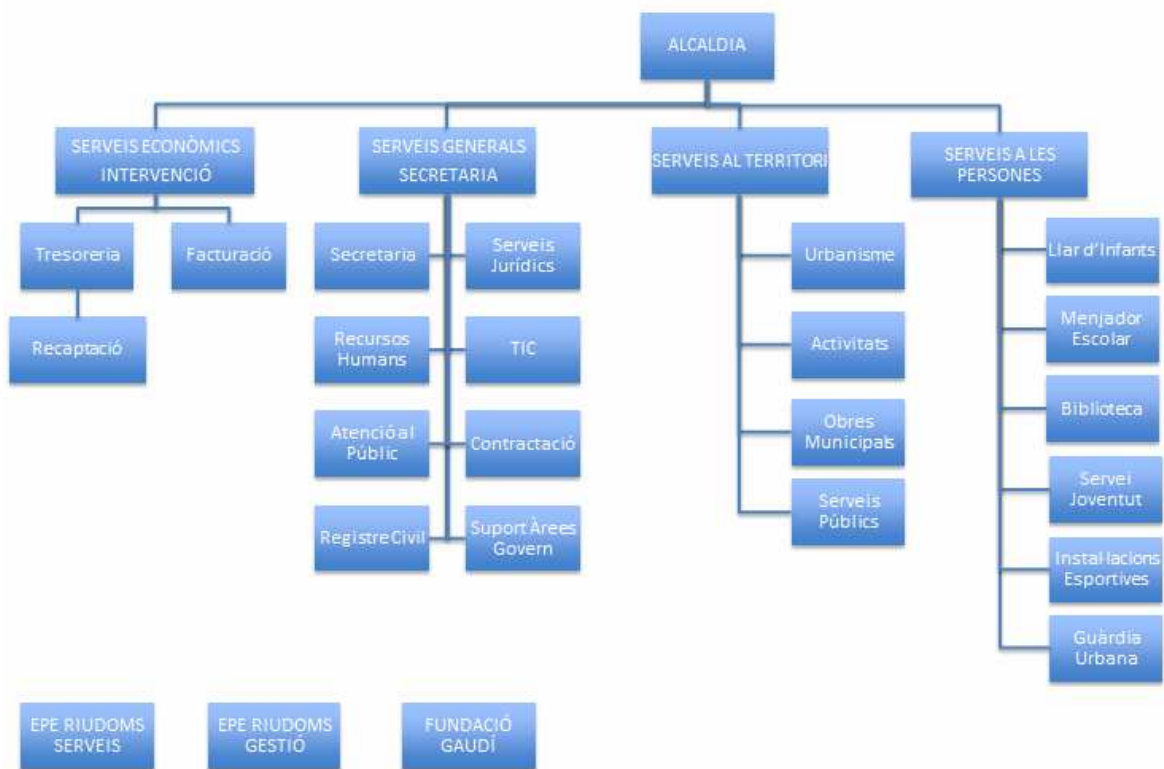 ALCALDIA
SERVEIS ECONÒMICS
INTERVENCIÓ
SERVEIS GENERALS
SECRETARIA
SERVEIS AL TERRITORI
SERVEIS A LES
PERSONES
Tresoreria
Facturació
Recaptació
Secretaria
Serveis
Jurídics
Recursos
Humans
TIC
Atenció al
Públic
Contractació
Registre Civil
Suport Àrees
Govern
Urbanisme
Activitats
Obres
Municipals
Serveis
Públics
Llar d'Infants
Menjador
Escolar
Biblioteca
Servei
Joventut
Instal·lacions
Esportives
Guàrdia
Urbana
EPE RIUDOMS
SERVEIS
EPE RIUDOMS
GESTIÓ
FUNDACIÓ
GAUDÍ